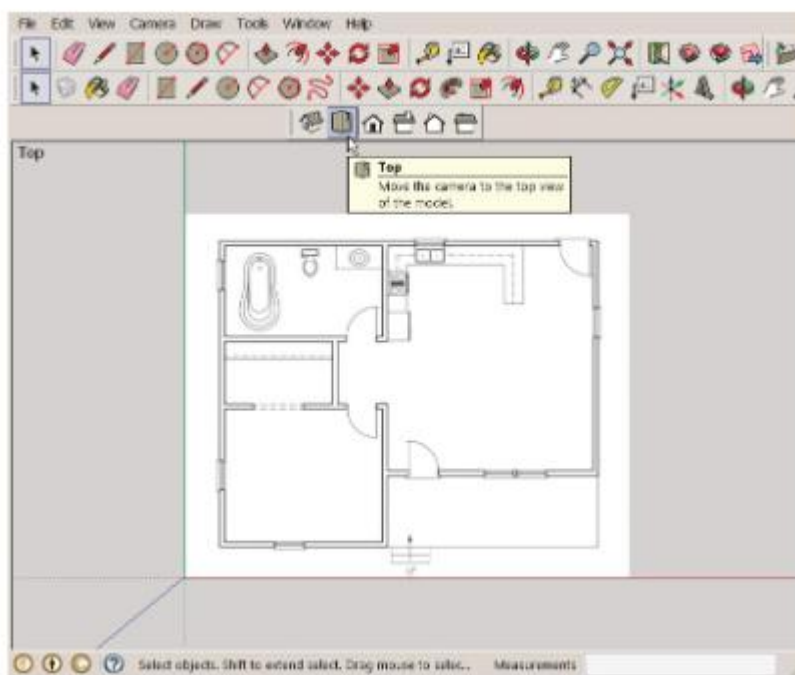 File Edit View Camera Draw Tools Window Help
Top
Top
Move the camera to the top view
of the model.
Select objects. Shift to extend select. Drag mouse to selec... Measurements